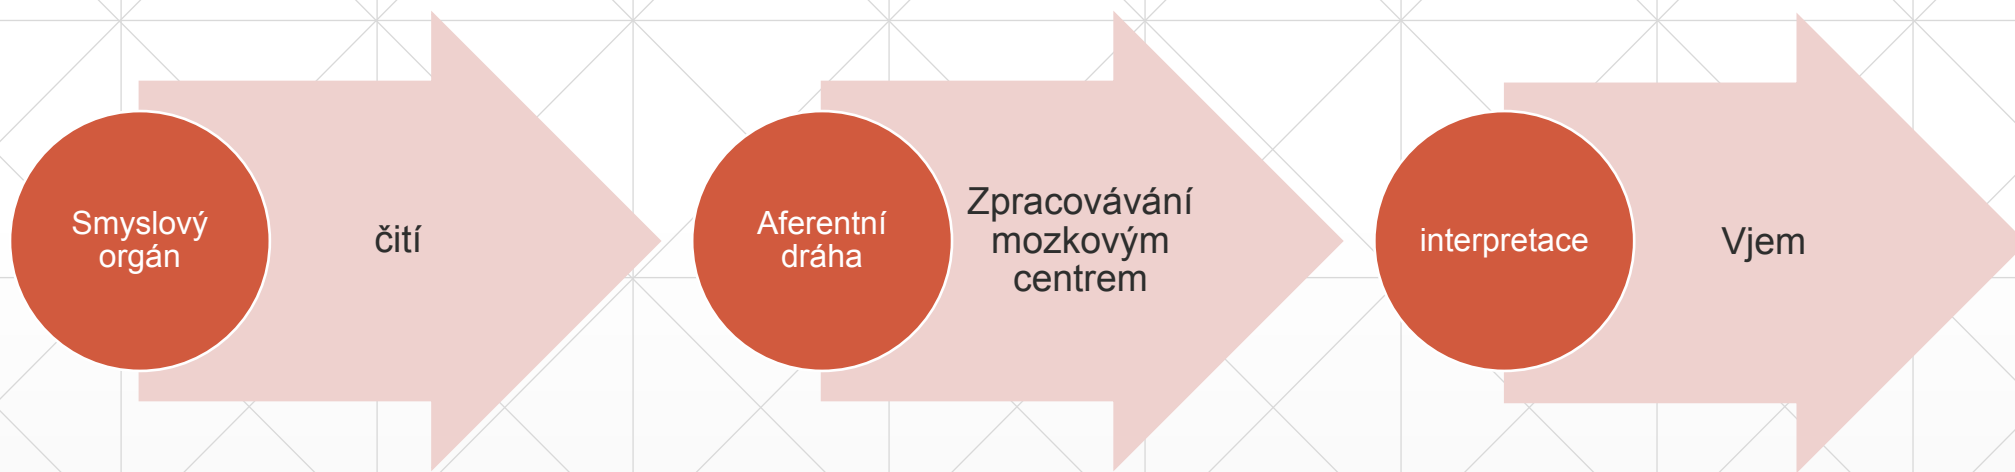 Smyslový
orgán
čití
Aferentní
dráha
Zpracovávání
mozkovým
centrem
interpretace
Vjem